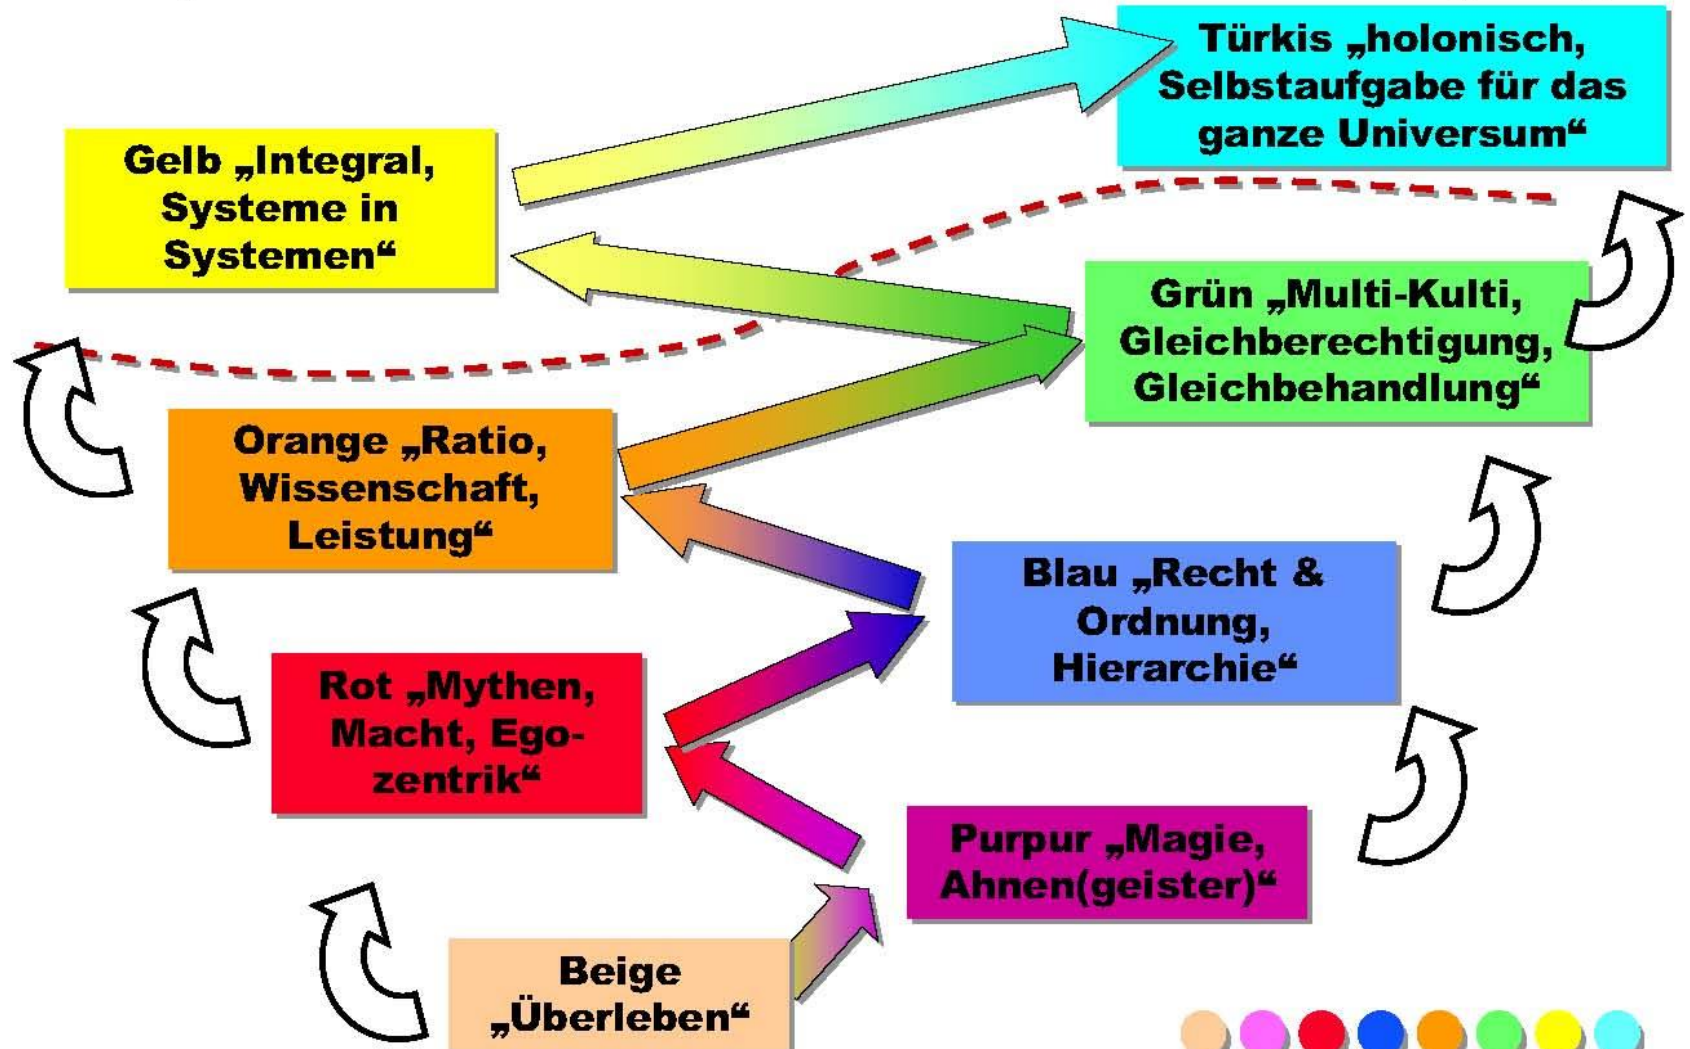 Türkis „holonisch,
Selbstaufgabe für das
ganze Universum“
Gelb „Integral,
Systeme in
Systemen“
Grün „Multi-Kulti,
Gleichberechtigung,
Gleichbehandlung“
Orange „Ratio,
Wissenschaft,
Leistung“
Blau „Recht &
Ordnung,
Hierarchie“
Rot „Mythen,
Macht, Ego-
zentrik“
Purpur „Magie,
Ahnen(geister)“
Beige
„Überleben“